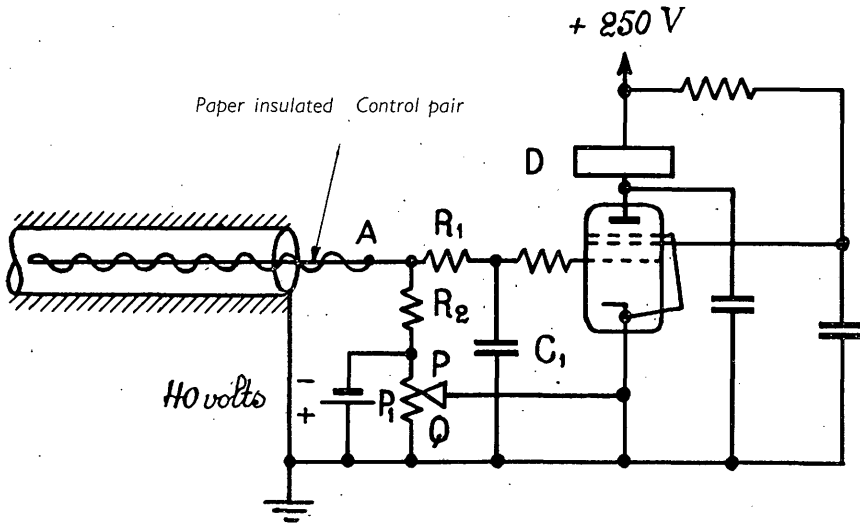 + 250 V
Paper insulated Control pair
D
A
R₁
R₂
C₁
P
110 volts
-
+
P₁
Q